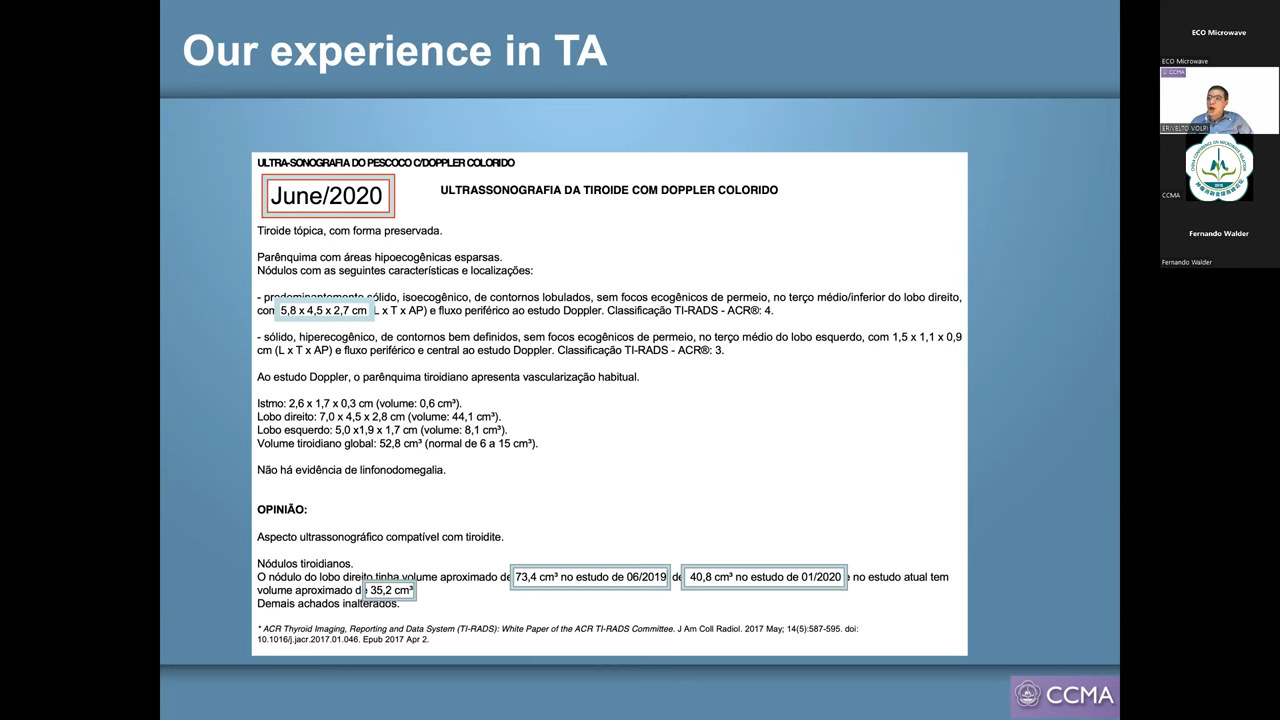 Our experience in TA
ULTRA-SONOGRAFIA DO PESCOCO C/DOPPLER COLORIDO
June/2020
ULTRASSONOGRAFIA DA TIROIDE COM DOPPLER COLORIDO
Tiroide tópica, com forma preservada.
Parênquima com áreas hipoecogênicas esparsas.
Nódulos com as seguintes características e localizações:
- predominantemente sólido, isoecogênico, de contornos lobulados, sem focos ecogênicos de permeio, no terço médio/inferior do lobo direito,
com 5,8 x 4,5 x 2,7 cm (L x T x AP) e fluxo periférico ao estudo Doppler. Classificação TI-RADS - ACR®: 4.
- sólido, hiperecogênico, de contornos bem definidos, sem focos ecogênicos de permeio, no terço médio do lobo esquerdo, com 1,5 x 1,1 x 0,9
cm (L x T x AP) e fluxo periférico e central ao estudo Doppler. Classificação TI-RADS - ACR®: 3.
Ao estudo Doppler, o parênquima tiroidiano apresenta vascularização habitual.
Istmo: 2,6 x 1,7 x 0,3 cm (volume: 0,6 cm³).
Lobo direito: 7,0 x 4,5 x 2,8 cm (volume: 44,1 cm³).
Lobo esquerdo: 5,0 x1,9 x 1,7 cm (volume: 8,1 cm³).
Volume tiroidiano global: 52,8 cm³ (normal de 6 a 15 cm³).
Não há evidência de linfonodomegalia.
OPINIÃO:
Aspecto ultrassonográfico compatível com tiroidite.
Nódulos tiroidianos.
O nódulo do lobo direito tinha volume aproximado de 73,4 cm³ no estudo de 06/2019 de 40,8 cm³ no estudo de 01/2020 e no estudo atual tem
volume aproximado de 35,2 cm³
Demais achados inalterados.
* ACR Thyroid Imaging, Reporting and Data System (TI-RADS): White Paper of the ACR TI-RADS Committee. J Am Coll Radiol. 2017 May; 14(5):587-595. doi:
10.1016/j.jacr.2017.01.046. Epub 2017 Apr 2.
CCMA
ECO Microwave
ECO Microwave
CCMA
ERIVELTO VOLPI
CCMA
Fernando Walder
Fernando Walder